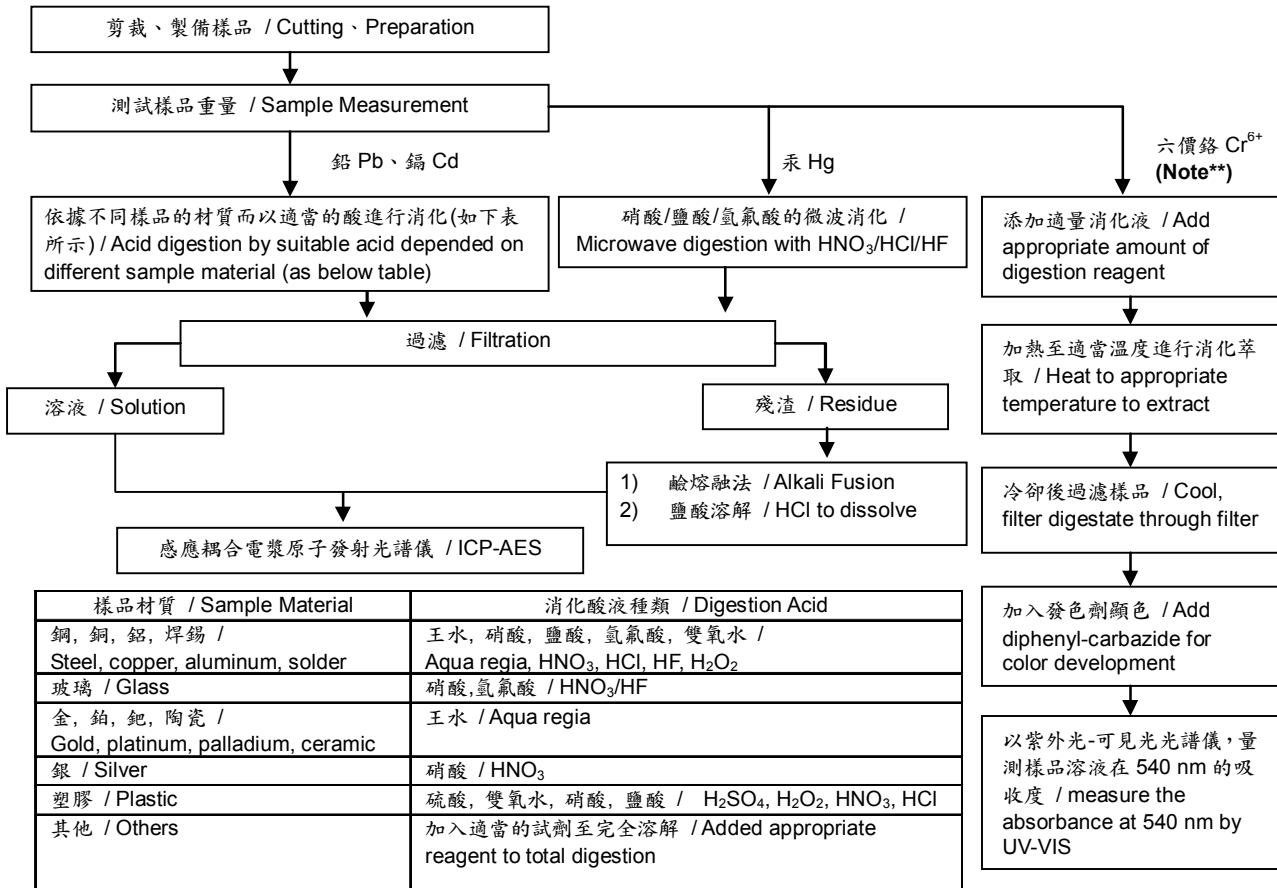 剪裁、製備樣品 / Cutting、Preparation
測試樣品重量 / Sample Measurement
鉛 Pb、鎘 Cd
汞 Hg
六價鉻 Cr6+
(Note**)
依據不同樣品的材質而以適當的酸進行消化(如下表
所示) / Acid digestion by suitable acid depended on
different sample material (as below table)
硝酸/鹽酸/氫氟酸的微波消化 /
Microwave digestion with HNO3/HCl/HF
添加適量消化液 / Add
appropriate amount of
digestion reagent
過濾 / Filtration
加熱至適當溫度進行消化萃
取 / Heat to appropriate
temperature to extract
溶液 / Solution
殘渣 / Residue
1) 鹼熔融法 / Alkali Fusion
2) 鹽酸溶解 / HCl to dissolve
冷卻後過濾樣品 / Cool,
filter digestate through filter
感應耦合電漿原子發射光譜儀 / ICP-AES
加入發色劑顯色 / Add
diphenyl-carbazide for
color development
以紫外光-可見光光譜儀，量
測樣品溶液在 540 nm 的吸
收度 / measure the
absorbance at 540 nm by
UV-VIS
樣品材質 / Sample Material
消化酸液種類 / Digestion Acid
鋼, 銅, 鋁, 焊錫 /
Steel, copper, aluminum, solder
王水, 硝酸, 鹽酸, 氫氟酸, 雙氧水 /
Aqua regia, HNO3, HCl, HF, H2O2
玻璃 / Glass
硝酸,氫氟酸 / HNO3/HF
金, 鉑, 鈀, 陶瓷 /
Gold, platinum, palladium, ceramic
王水 / Aqua regia
銀 / Silver
硝酸 / HNO3
塑膠 / Plastic
硫酸, 雙氧水, 硝酸, 鹽酸 / H2SO4, H2O2, HNO3, HCl
其他 / Others
加入適當的試劑至完全溶解 / Added appropriate
reagent to total digestion